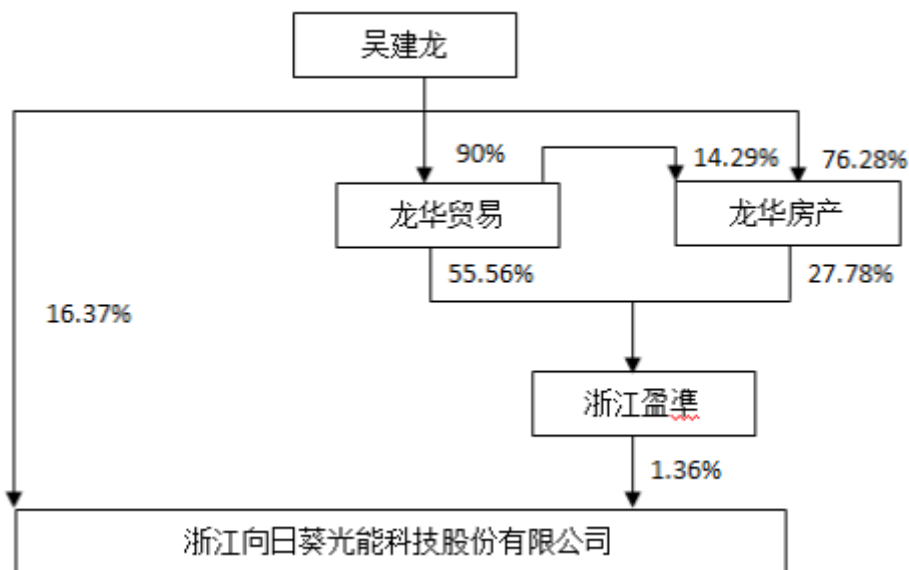 吴建龙
90%
14.29%
76.28%
龙华贸易
龙华房产
55.56%
27.78%
16.37%
浙江盈準
1.36%
浙江向日葵光能科技股份有限公司